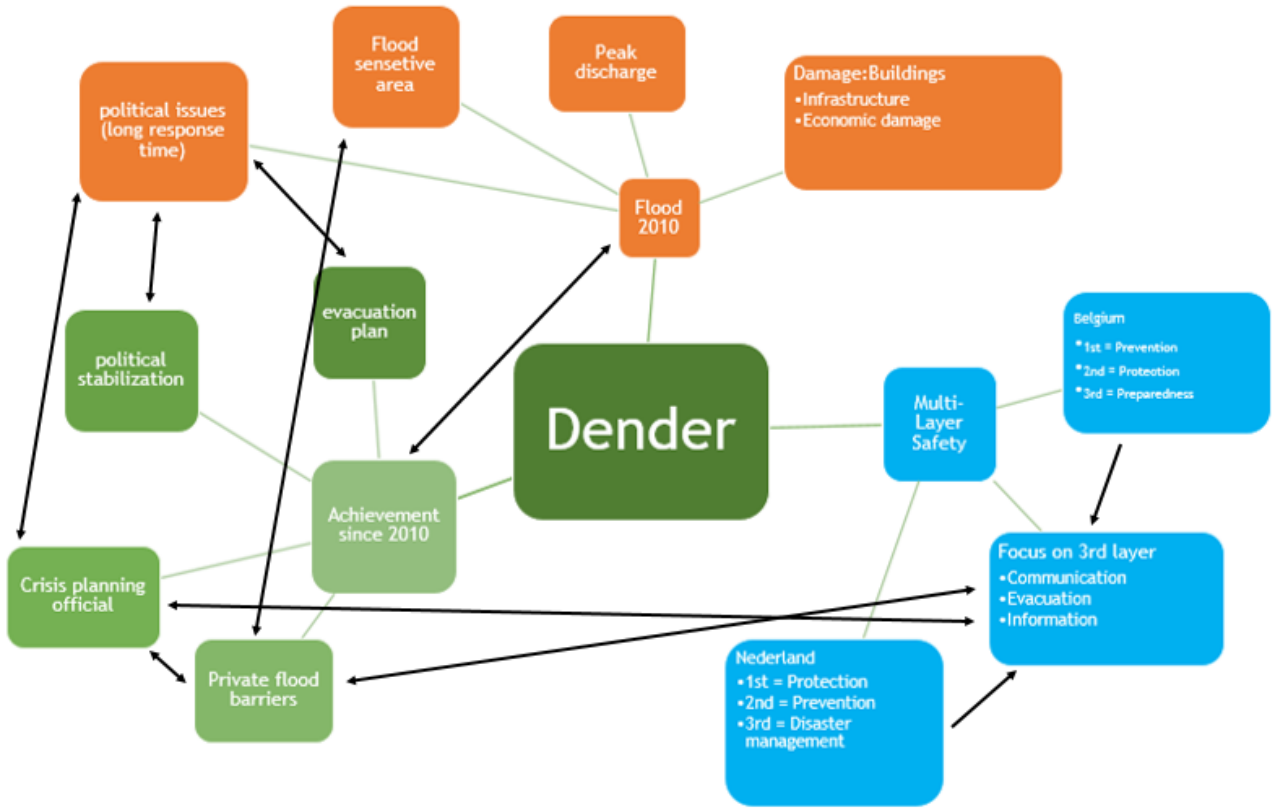 Flood
sensetive
area
Peak
discharge
Damage:Buildings
•Infrastructure
•Economic damage
political issues
(long response
time)
Flood
2010
evacuation
plan
political
stabilization
Dender
Multi-
Layer
Safety
Belgium
•1st = Prevention
•2nd = Protection
•3rd = Preparedness
Achievement
since 2010
Crisis planning
official
Private flood
barriers
Focus on 3rd layer
•Communication
•Evacuation
•Information
Nederland
•1st = Protection
•2nd = Prevention
•3rd = Disaster
management